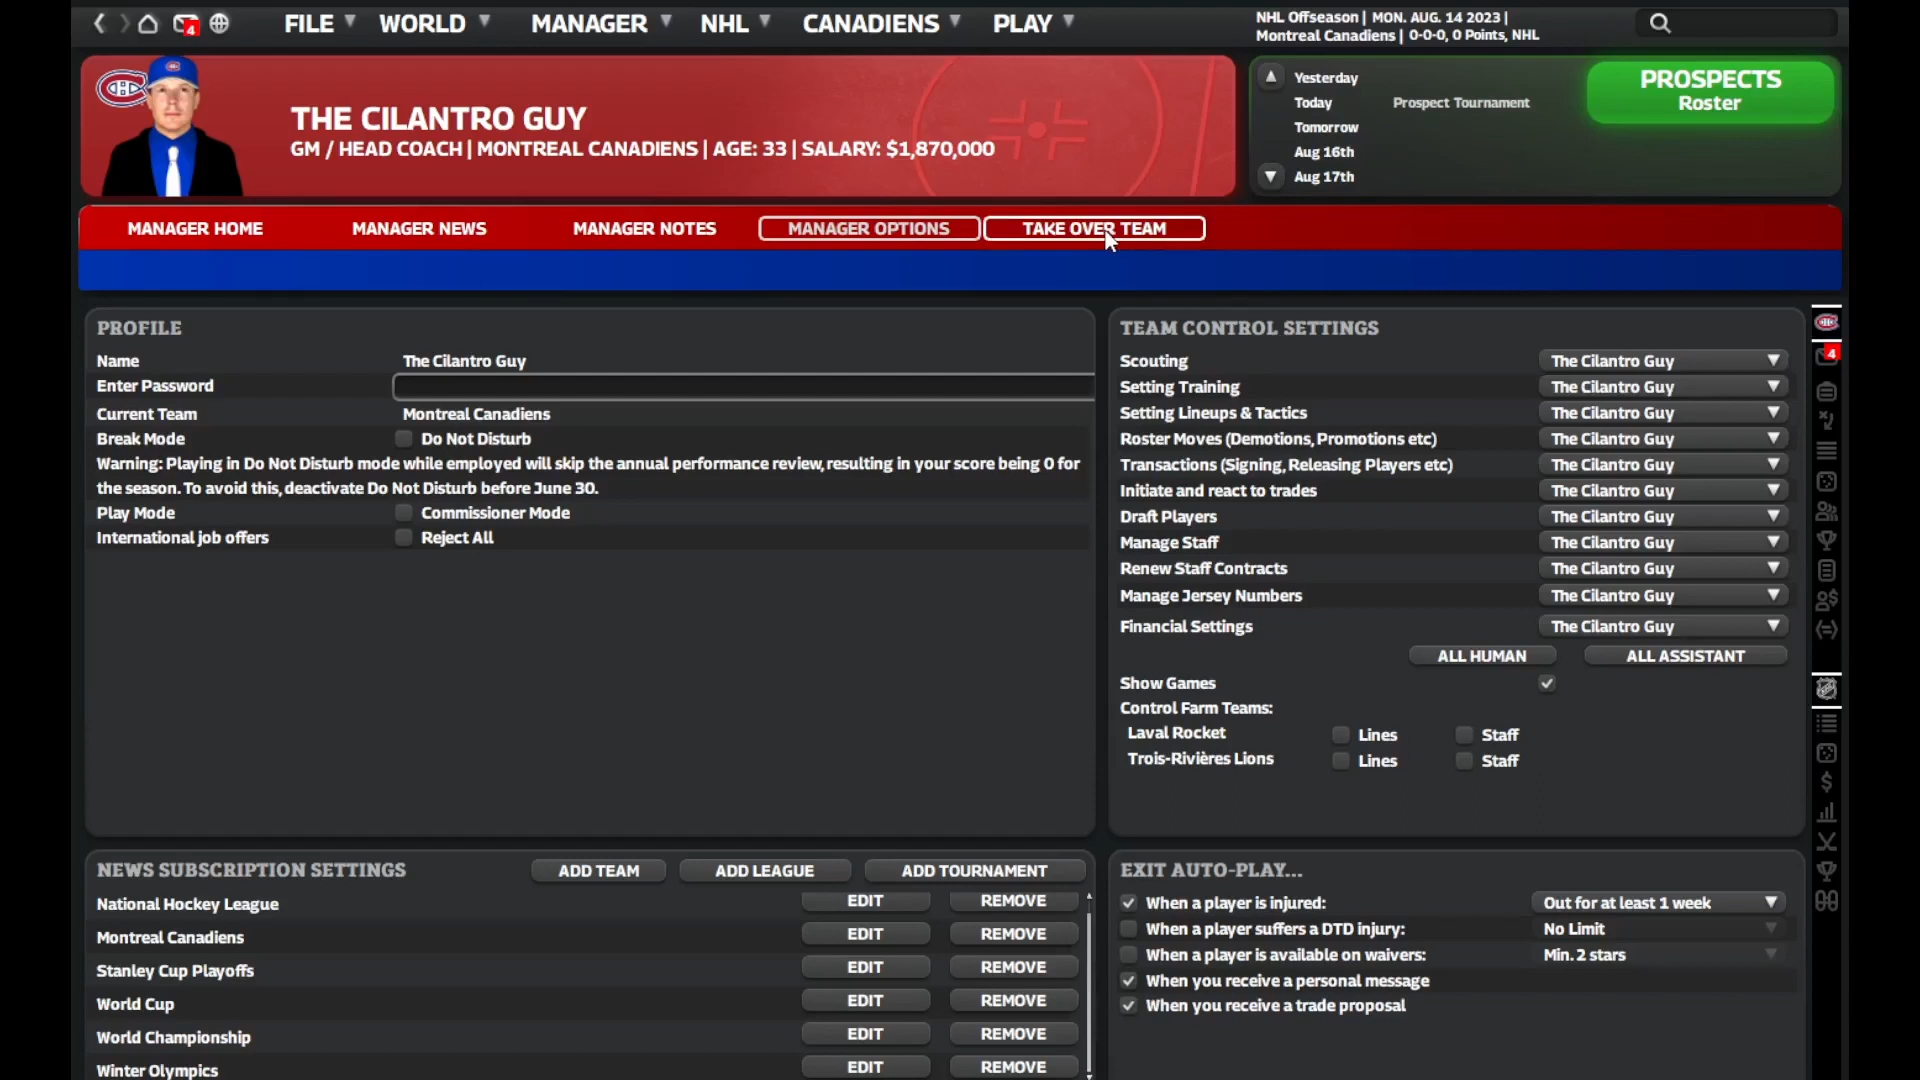 4
FILE
WORLD
MANAGER
NHL
CANADIENS
PLAY
NHL Offseason | MON. AUG. 14 2023 |
Montreal Canadiens | 0-0-0, 0 Points, NHL
THE CILANTRO GUY
GM / HEAD COACH | MONTREAL CANADIENS | AGE: 33 | SALARY: $1,870,000
Yesterday
Today Prospect Tournament
Tomorrow
Aug 16th
Aug 17th
PROSPECTS
Roster
MANAGER HOME
MANAGER NEWS
MANAGER NOTES
MANAGER OPTIONS
TAKE OVER TEAM
PROFILE
Name The Cilantro Guy
Enter Password
Current Team Montreal Canadiens
Break Mode Do Not Disturb
Warning: Playing in Do Not Disturb mode while employed will skip the annual performance review, resulting in your score being 0 for
the season. To avoid this, deactivate Do Not Disturb before June 30.
Play Mode Commissioner Mode
International job offers Reject All
TEAM CONTROL SETTINGS
Scouting The Cilantro Guy
Setting Training The Cilantro Guy
Setting Lineups & Tactics The Cilantro Guy
Roster Moves (Demotions, Promotions etc) The Cilantro Guy
Transactions (Signing, Releasing Players etc) The Cilantro Guy
Initiate and react to trades The Cilantro Guy
Draft Players The Cilantro Guy
Manage Staff The Cilantro Guy
Renew Staff Contracts The Cilantro Guy
Manage Jersey Numbers The Cilantro Guy
Financial Settings The Cilantro Guy
ALL HUMAN ALL ASSISTANT
Show Games
Control Farm Teams:
Laval Rocket Lines Staff
Trois-Rivières Lions Lines Staff
4
NEWS SUBSCRIPTION SETTINGS ADD TEAM ADD LEAGUE ADD TOURNAMENT
National Hockey League EDIT REMOVE
Montreal Canadiens EDIT REMOVE
Stanley Cup Playoffs EDIT REMOVE
World Cup EDIT REMOVE
World Championship EDIT REMOVE
Winter Olympics EDIT REMOVE
EXIT AUTO-PLAY...
When a player is injured: Out for at least 1 week
When a player suffers a DTD injury: No Limit
When a player is available on waivers: Min. 2 stars
When you receive a personal message
When you receive a trade proposal